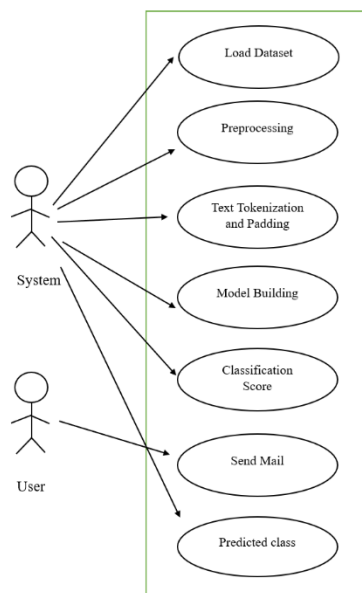 Load Dataset
Preprocessing
Text Tokenization
and Padding
System
Model Building
Classification
Score
Send Mail
User
Predicted class